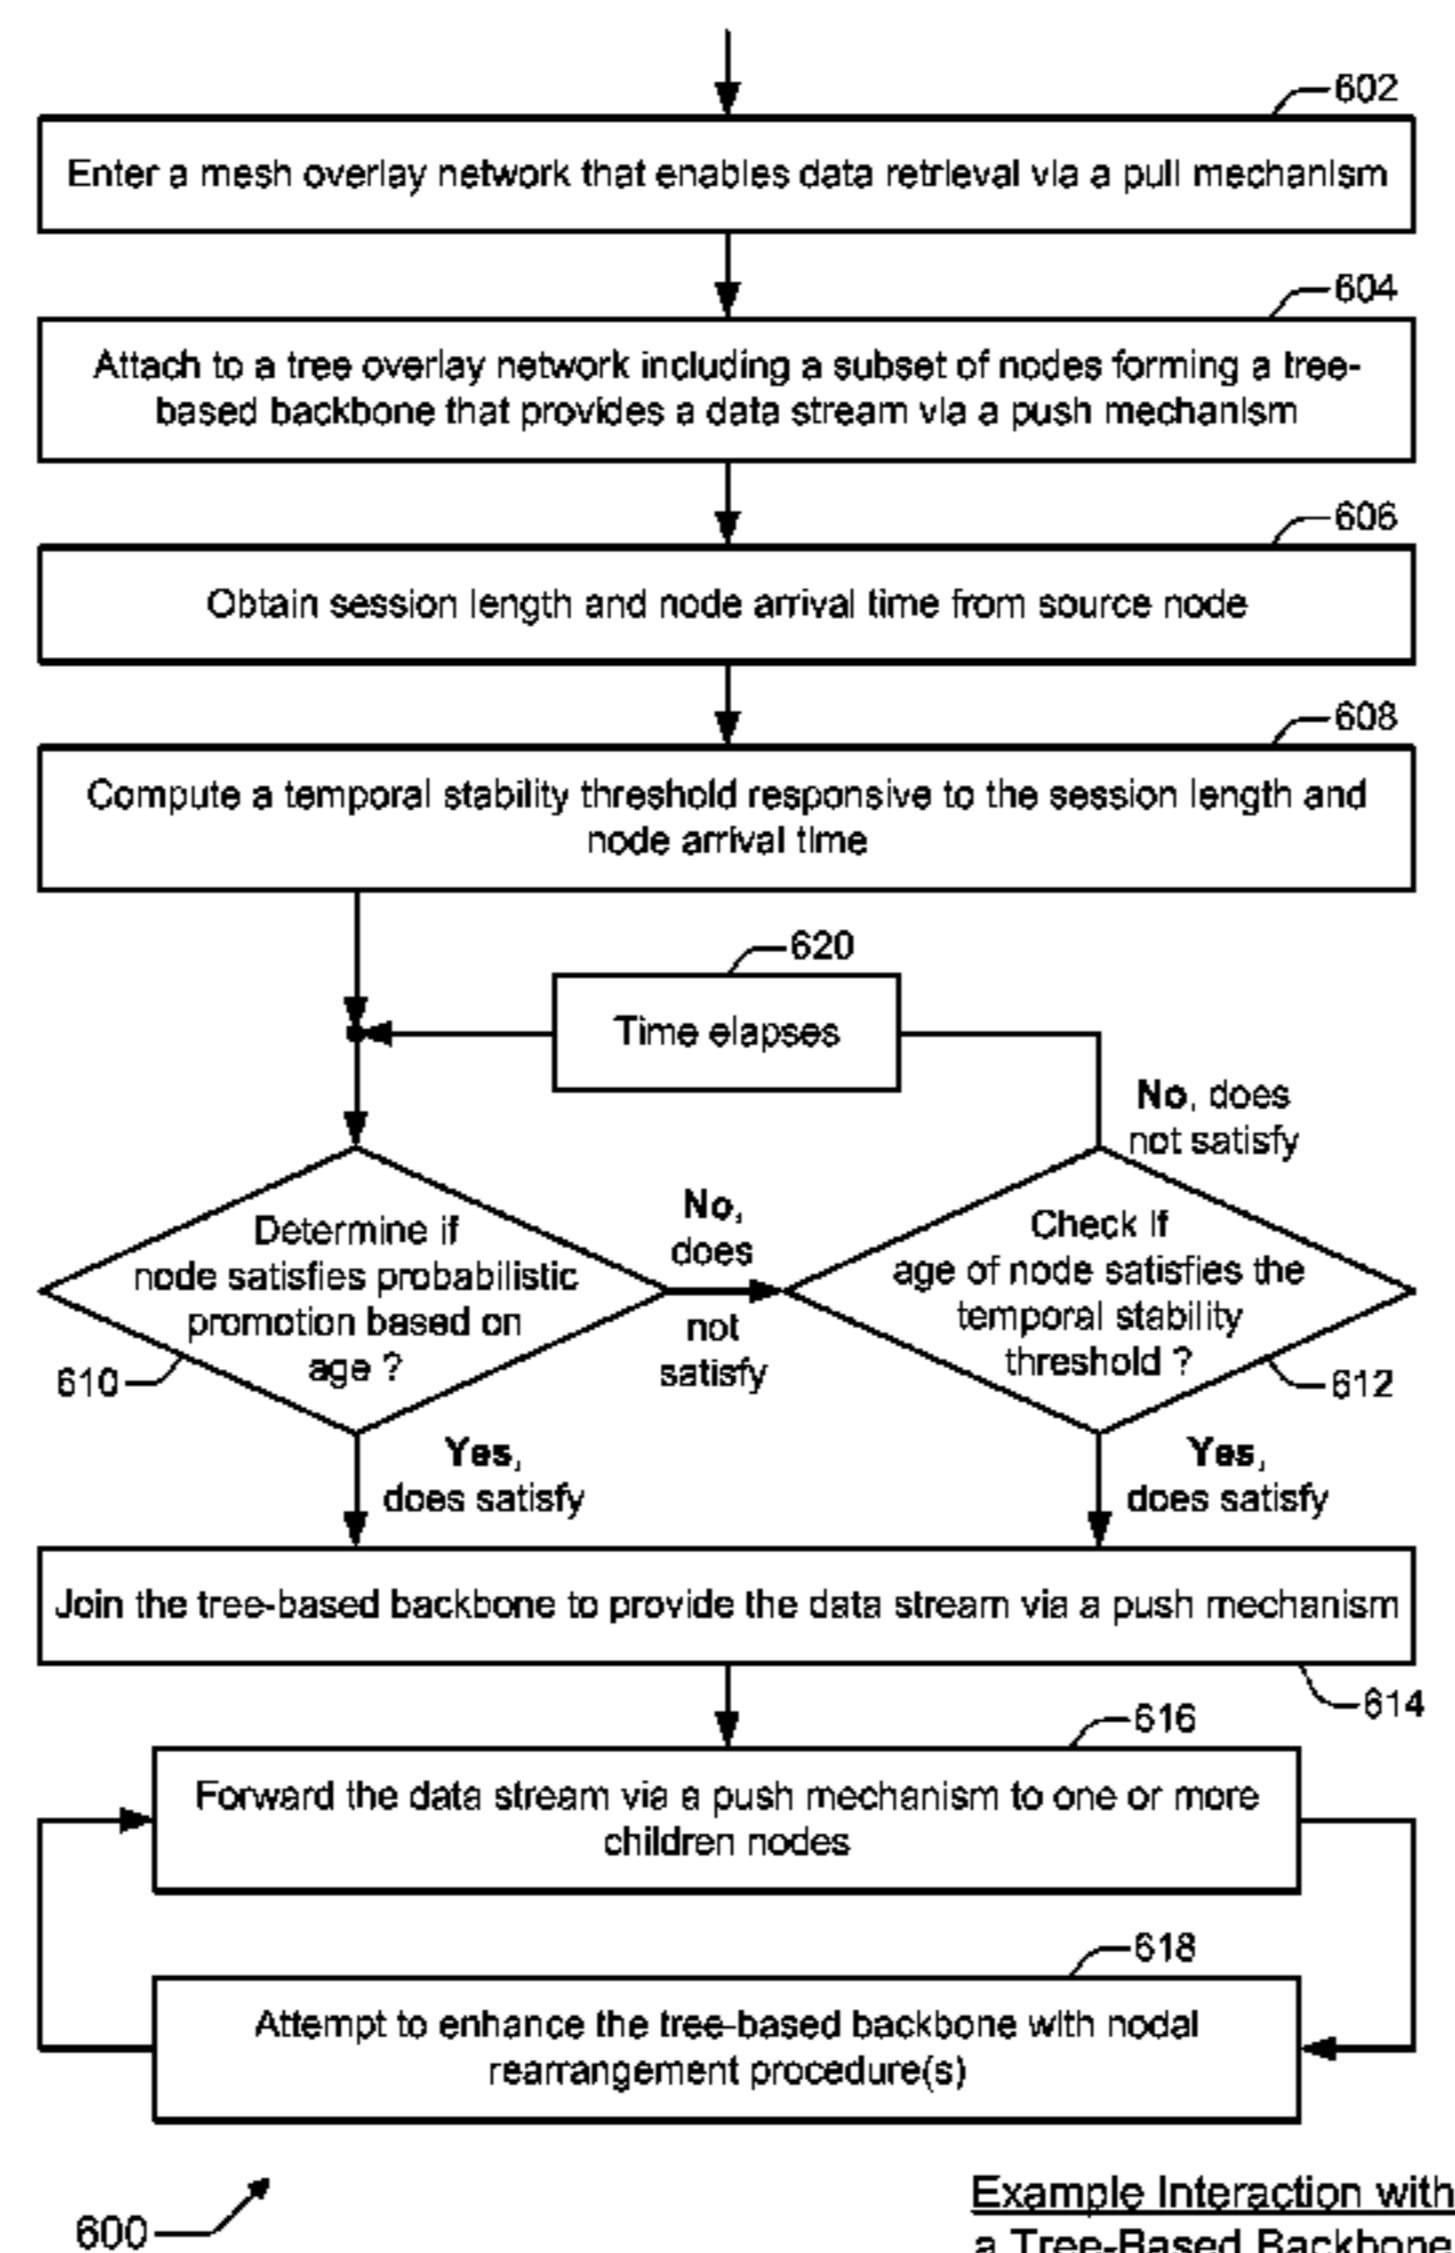 602
Enter a mesh overlay network that enables data retrieval via a pull mechanism
604
Attach to a tree overlay network including a subset of nodes forming a tree-
based backbone that provides a data stream via a push mechanism
606
Obtain session length and node arrival time from source node
608
Compute a temporal stability threshold responsive to the session length and
node arrival time
620
Time elapses
No, does
not satisfy
Determine if
node satisfies probabilistic
promotion based on
age ?
610
No,
does
not
satisfy
Check if
age of node satisfies the
temporal stability
threshold ?
612
Yes,
does satisfy
Yes,
does satisfy
Join the tree-based backbone to provide the data stream via a push mechanism
614
616
Forward the data stream via a push mechanism to one or more
children nodes
618
Attempt to enhance the tree-based backbone with nodal
rearrangement procedure(s)
600
Example Interaction with
a Tree-Based Backbone